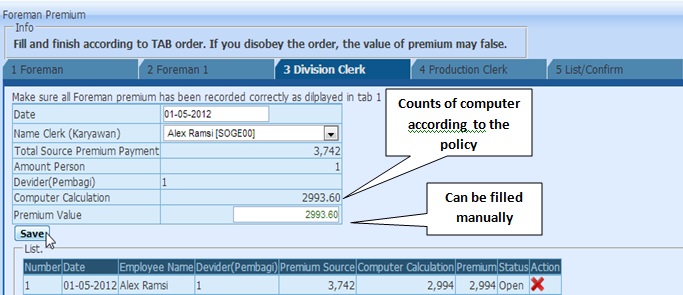 Foreman Premium
Info
Fill and finish according to TAB order. If you disobey the order, the value of premium may false.
1 Foreman 2 Foreman 1 3 Division Clerk 4 Production Clerk 5 List/Confirm
Make sure all Foreman premium has been recorded correctly as dilplayed in tab 1
Date 01-05-2012
Name Clerk (Karyawan) Alex Ramsi [SOGE00]
Total Source Premium Payment 3,742
Amount Person 1
Devider(Pembagi) 1
Computer Calculation 2993.60
Premium Value 2993.60
Counts of computer
according to the
policy
Can be filled
manually
Save
List.
Number Date Employee Name Devider(Pembagi) Premium Source Computer Calculation Premium Status Action
1 01-05-2012 Alex Ramsi 1 3,742 2,994 2,994 Open